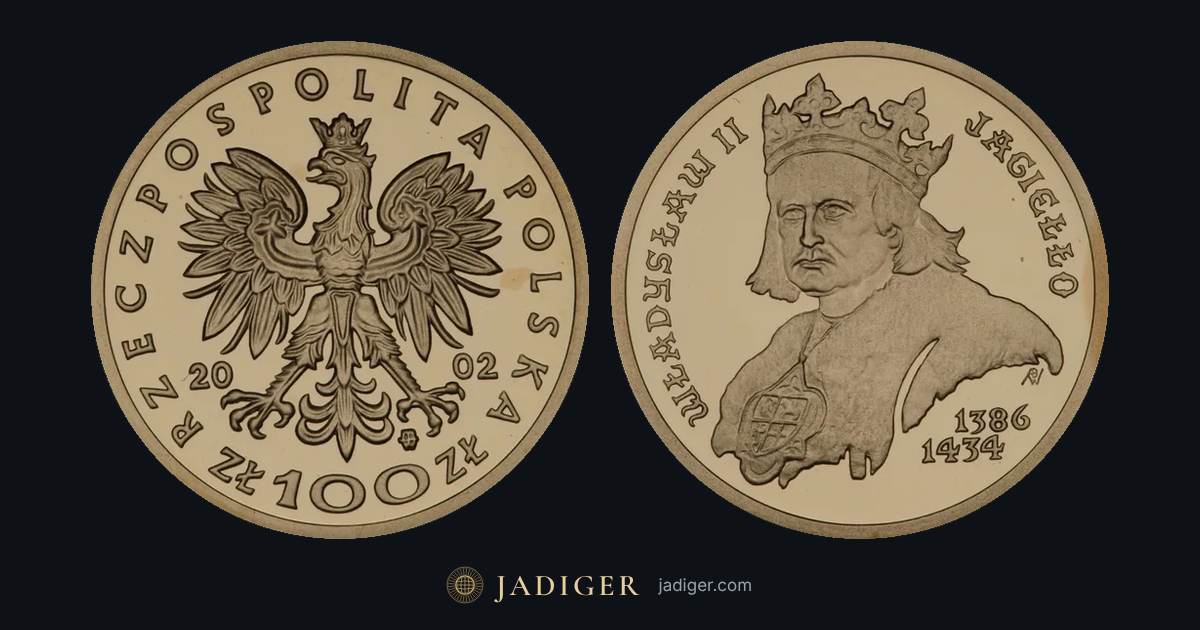 RZECZPOSPOLITA POLSKA
20 02
ZŁ 100 ZŁ
WŁADYSŁAW II JAGIEŁŁO
1386
1434
JADIGER jadiger.com